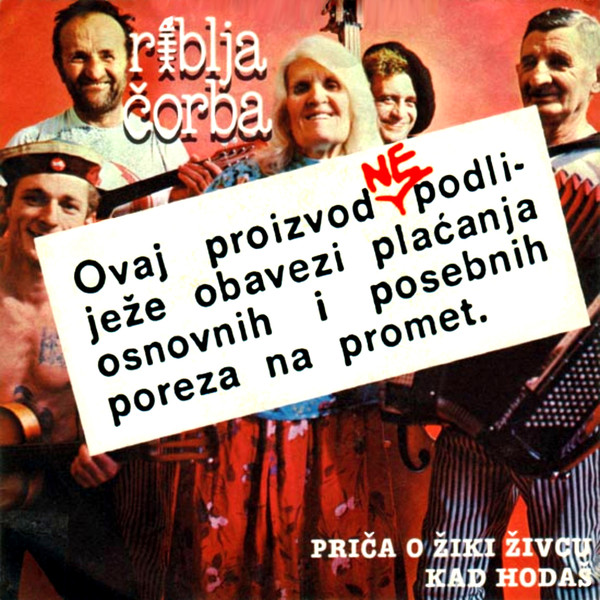 riblja
čorba
NE
Ovaj proizvod podli-
ježe obavezi plaćanja
osnovnih i posebnih
poreza na promet.
PRIČA O ŽIKI ŽIVCU
KAD HODAŠ